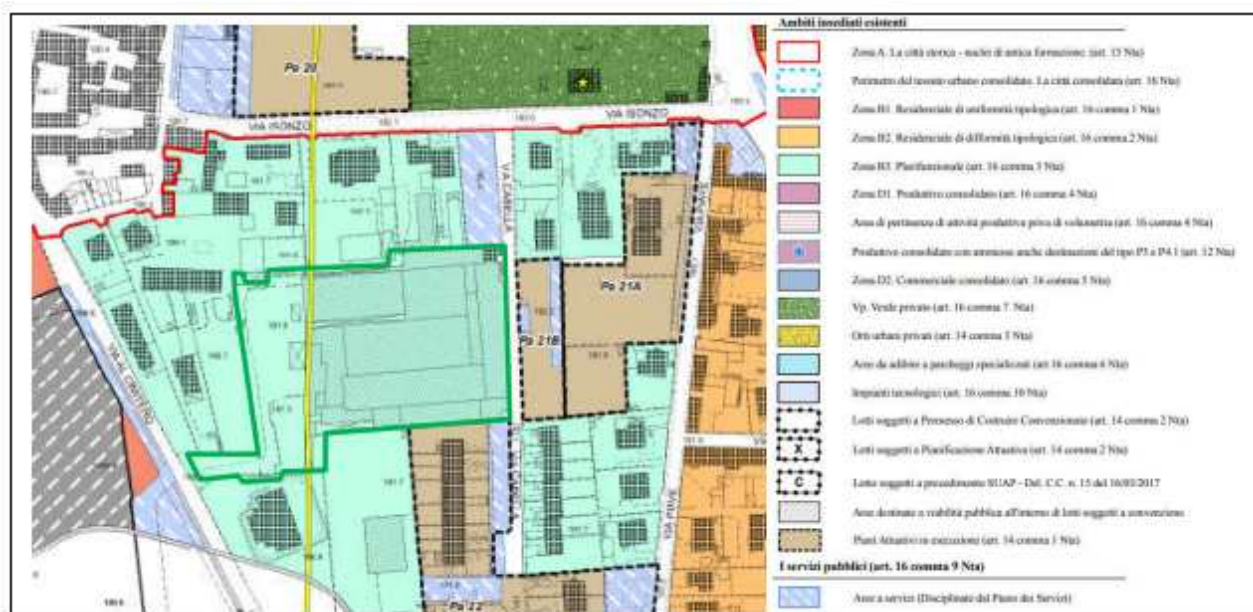 Pa 20
VIA ISONZO
VIA ISONZO
VIA CABELLA
Pa 21A
Pa 21B
VIA AL CIMITERO
VIA PIAVE
Pa 22
Ambiti insediati esistenti
Zona A. La città storica - nuclei di antica formazione. (art. 15 Nta)
Perimetro del tessuto urbano consolidato. La città consolidata (art. 16 Nta)
Zona B1. Residenziale di uniformità tipologica (art. 16 comma 1 Nta)
Zona B2. Residenziale di difformità tipologica (art. 16 comma 2 Nta)
Zona B3. Plurifunzionale (art. 16 comma 3 Nta)
Zona D1. Produttivo consolidato (art. 16 comma 4 Nta)
Area di pertinenza di attività produttiva priva di volumetria (art. 16 comma 4 Nta)
Produttivo consolidato con ammesse anche destinazioni del tipo P3 e P4.1 (art. 12 Nta)
Zona D2. Commerciale consolidato (art. 16 comma 5 Nta)
Vp. Verde privato (art. 16 comma 7 Nta)
Orti urbani privati (art. 14 comma 3 Nta)
Aree da adibire a parcheggi specializzati (art. 16 comma 6 Nta)
Impianti tecnologici (art. 16 comma 10 Nta)
Lotti soggetti a Permesso di Costruire Convenzionato (art. 14 comma 2 Nta)
X
Lotti soggetti a Pianificazione Attuativa (art. 14 comma 2 Nta)
C
Lotto soggetti a procedimento SUAP - Del. C.C. n. 15 del 16/03/2017
Aree destinate a viabilità pubblica all'interno di lotti soggetti a convenzione
Piani Attuativi in esecuzione (art. 14 comma 1 Nta)
I servizi pubblici (art. 16 comma 9 Nta)
Aree a servizi (Disciplinate dal Piano dei Servizi)